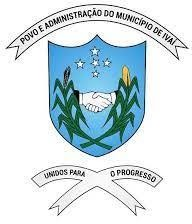 POVO E ADMINISTRAÇÃO DO MUNICÍPIO DE IVAÍ
UNIDOS PARA O PROGRESSO